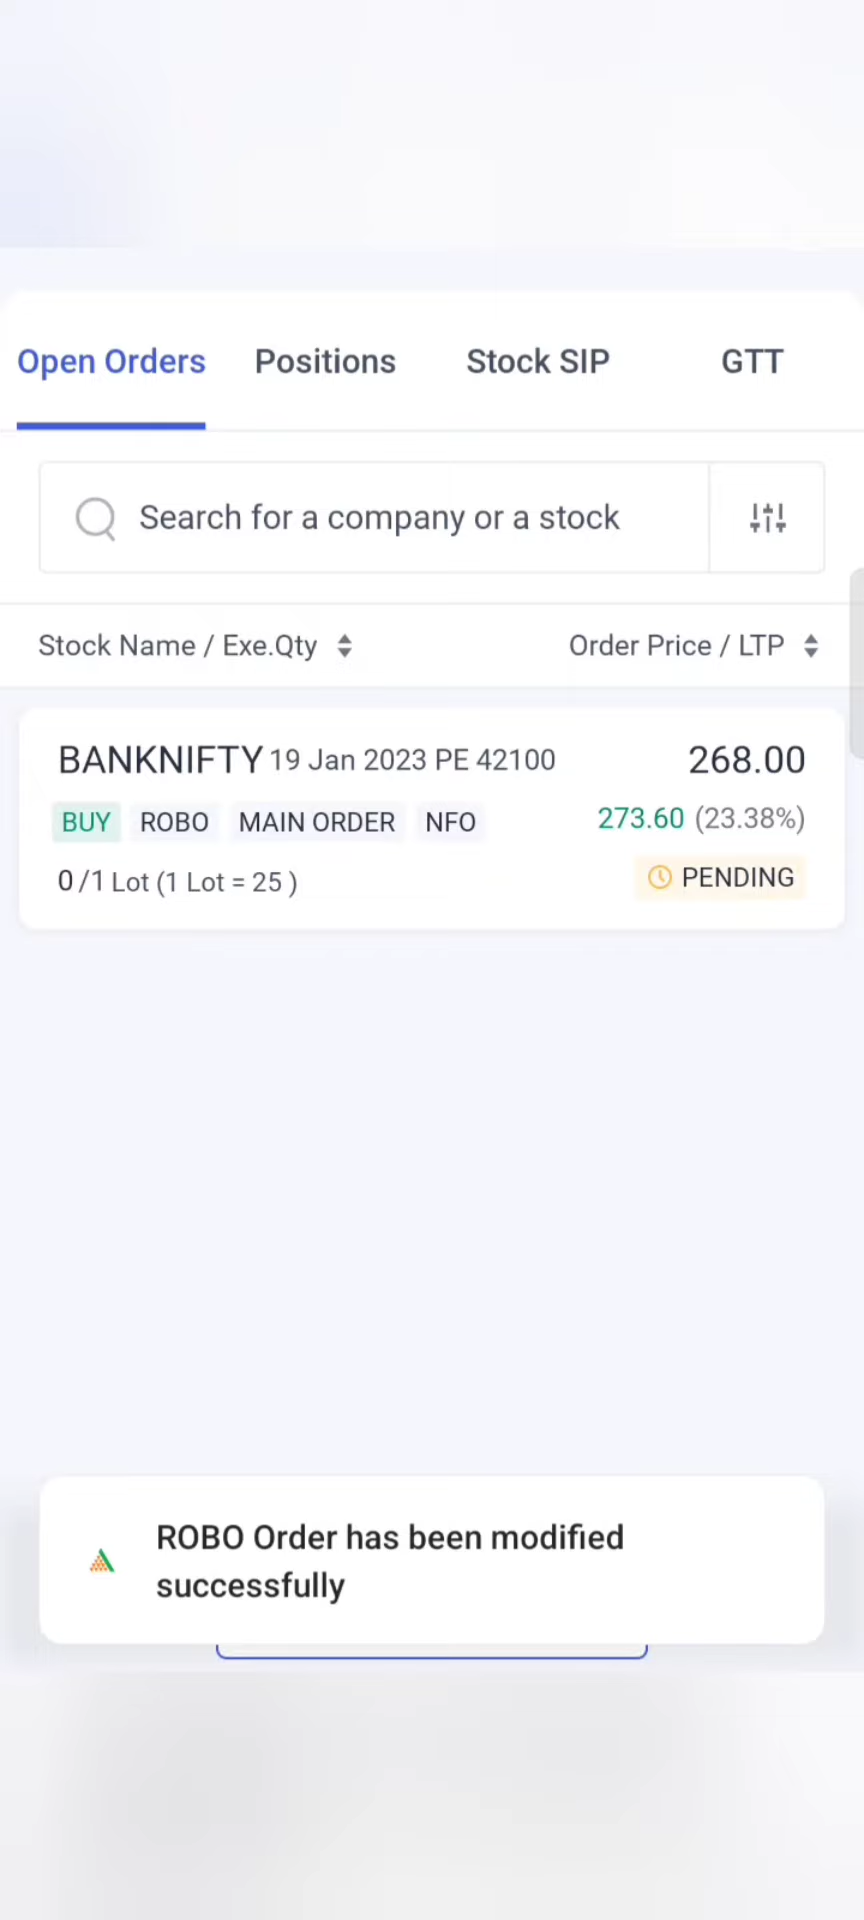 Open Orders Positions Stock SIP GTT
Search for a company or a stock
Stock Name / Exe.Qty Order Price / LTP
BANKNIFTY 19 Jan 2023 PE 42100 268.00
BUY ROBO MAIN ORDER NFO 273.60 (23.38%)
0/1 Lot (1 Lot = 25 ) PENDING
ROBO Order has been modified
successfully